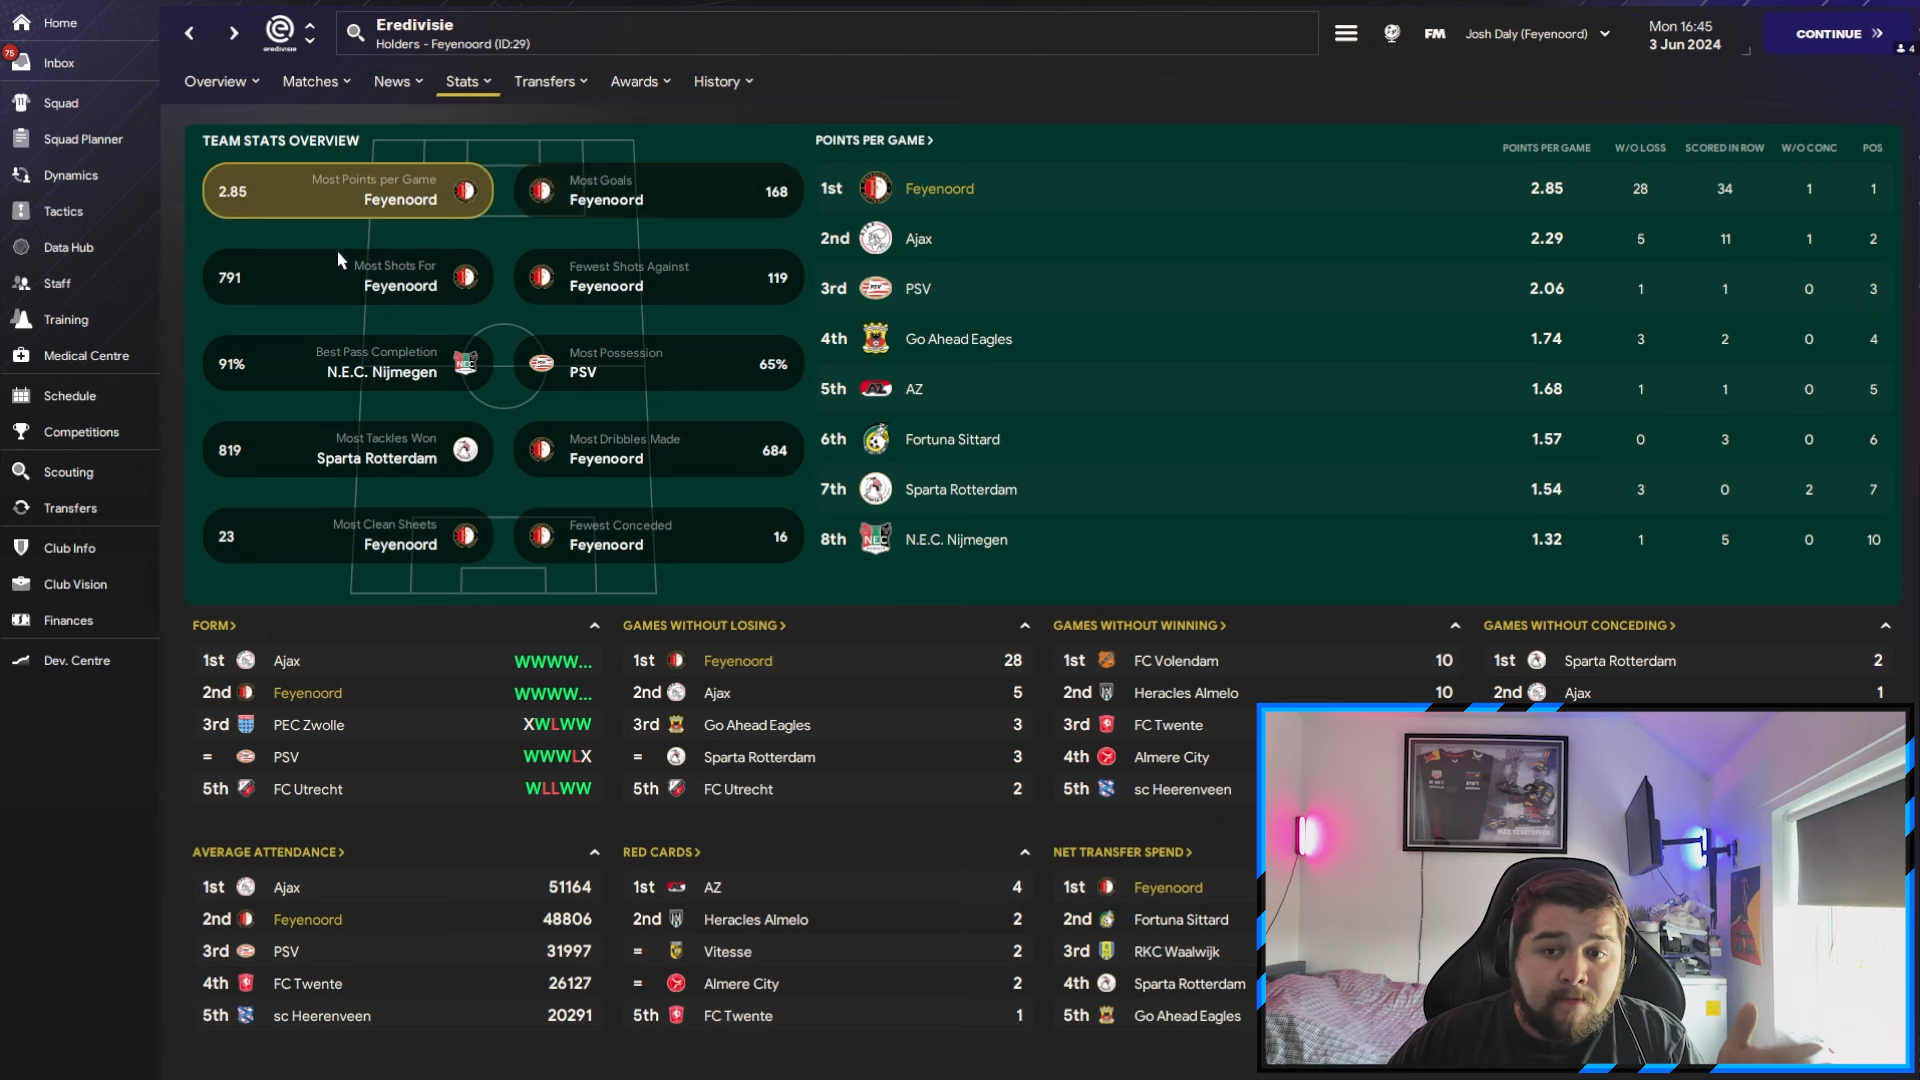 Home
75
Inbox
Squad
Squad Planner
Dynamics
Tactics
Data Hub
Staff
Training
Medical Centre
Schedule
Competitions
Scouting
Transfers
Club Info
Club Vision
Finances
Dev. Centre
eredivisie
Eredivisie
Holders - Feyenoord (ID:29)
FM
Josh Daly (Feyenoord)
Mon 16:45
3 Jun 2024
CONTINUE
4
Overview Matches News Stats Transfers Awards History
TEAM STATS OVERVIEW
2.85 Most Points per Game Feyenoord
Most Goals Feyenoord 168
791 Most Shots For Feyenoord
Fewest Shots Against Feyenoord 119
91% Best Pass Completion N.E.C. Nijmegen
Most Possession PSV 65%
819 Most Tackles Won Sparta Rotterdam
Most Dribbles Made Feyenoord 684
23 Most Clean Sheets Feyenoord
Fewest Conceded Feyenoord 16
POINTS PER GAME > POINTS PER GAME W/O LOSS SCORED IN ROW W/O CONC POS
1st Feyenoord 2.85 28 34 1 1
2nd Ajax 2.29 5 11 1 2
3rd PSV 2.06 1 1 0 3
4th Go Ahead Eagles 1.74 3 2 0 4
5th AZ 1.68 1 1 0 5
6th Fortuna Sittard 1.57 0 3 0 6
7th Sparta Rotterdam 1.54 3 0 2 7
8th N.E.C. Nijmegen 1.32 1 5 0 10
FORM >
1st Ajax WWWW...
2nd Feyenoord WWWW...
3rd PEC Zwolle XWLWW
= PSV WWWLX
5th FC Utrecht WLLWW
GAMES WITHOUT LOSING >
1st Feyenoord 28
2nd Ajax 5
3rd Go Ahead Eagles 3
= Sparta Rotterdam 3
5th FC Utrecht 2
GAMES WITHOUT WINNING >
1st FC Volendam 10
2nd Heracles Almelo 10
3rd FC Twente
4th Almere City
5th sc Heerenveen
GAMES WITHOUT CONCEDING >
1st Sparta Rotterdam 2
2nd Ajax 1
AVERAGE ATTENDANCE >
1st Ajax 51164
2nd Feyenoord 48806
3rd PSV 31997
4th FC Twente 26127
5th sc Heerenveen 20291
RED CARDS >
1st AZ 4
2nd Heracles Almelo 2
= Vitesse 2
= Almere City 2
5th FC Twente 1
NET TRANSFER SPEND >
1st Feyenoord
2nd Fortuna Sittard
3rd RKC Waalwijk
4th Sparta Rotterdam
5th Go Ahead Eagles
MAX VERSTAPPEN